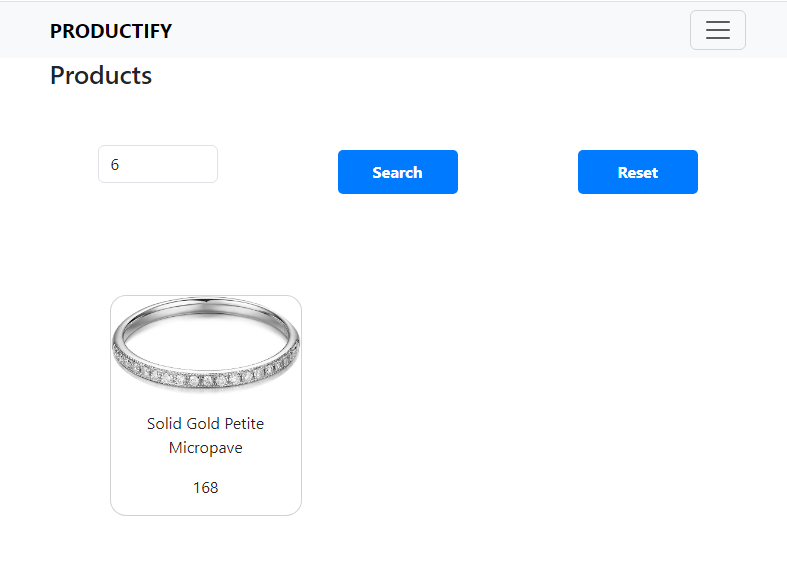 PRODUCTIFY
Products
6
Search
Reset
Solid Gold Petite
Micropave
168